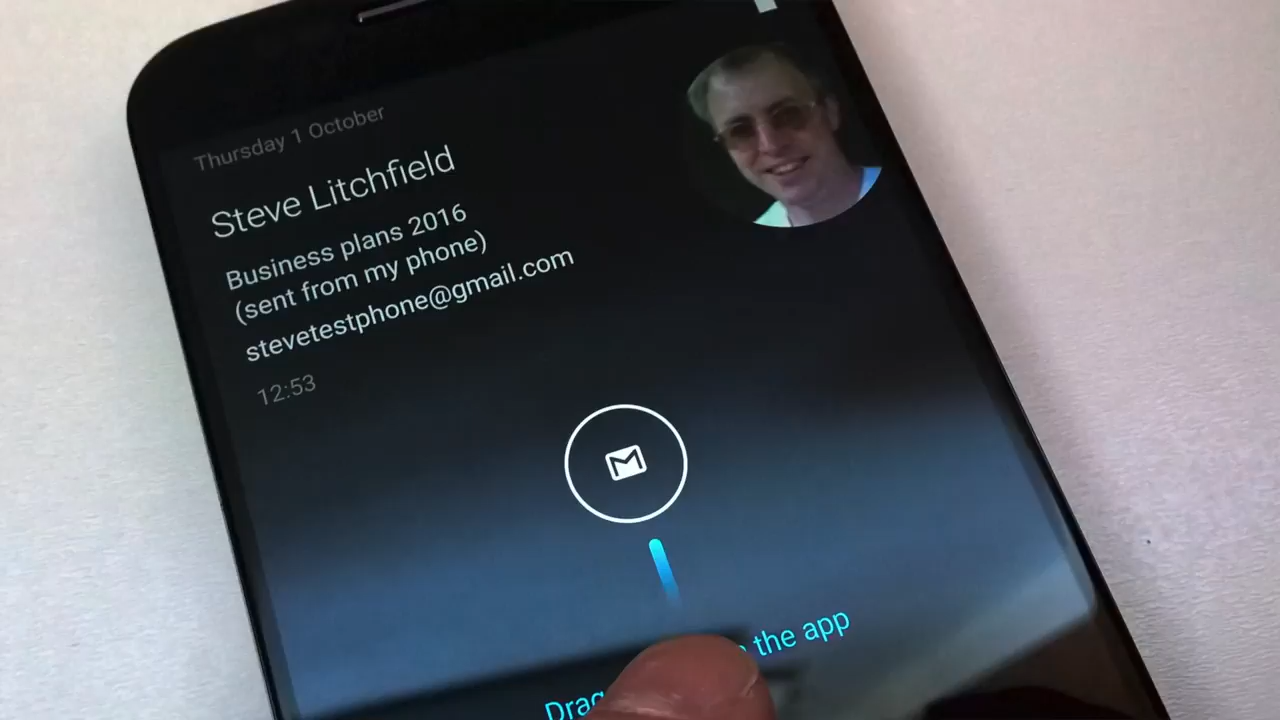 Thursday 1 October
Steve Litchfield
Business plans 2016
(sent from my phone)
stevetestphone@gmail.com
12:53
the app